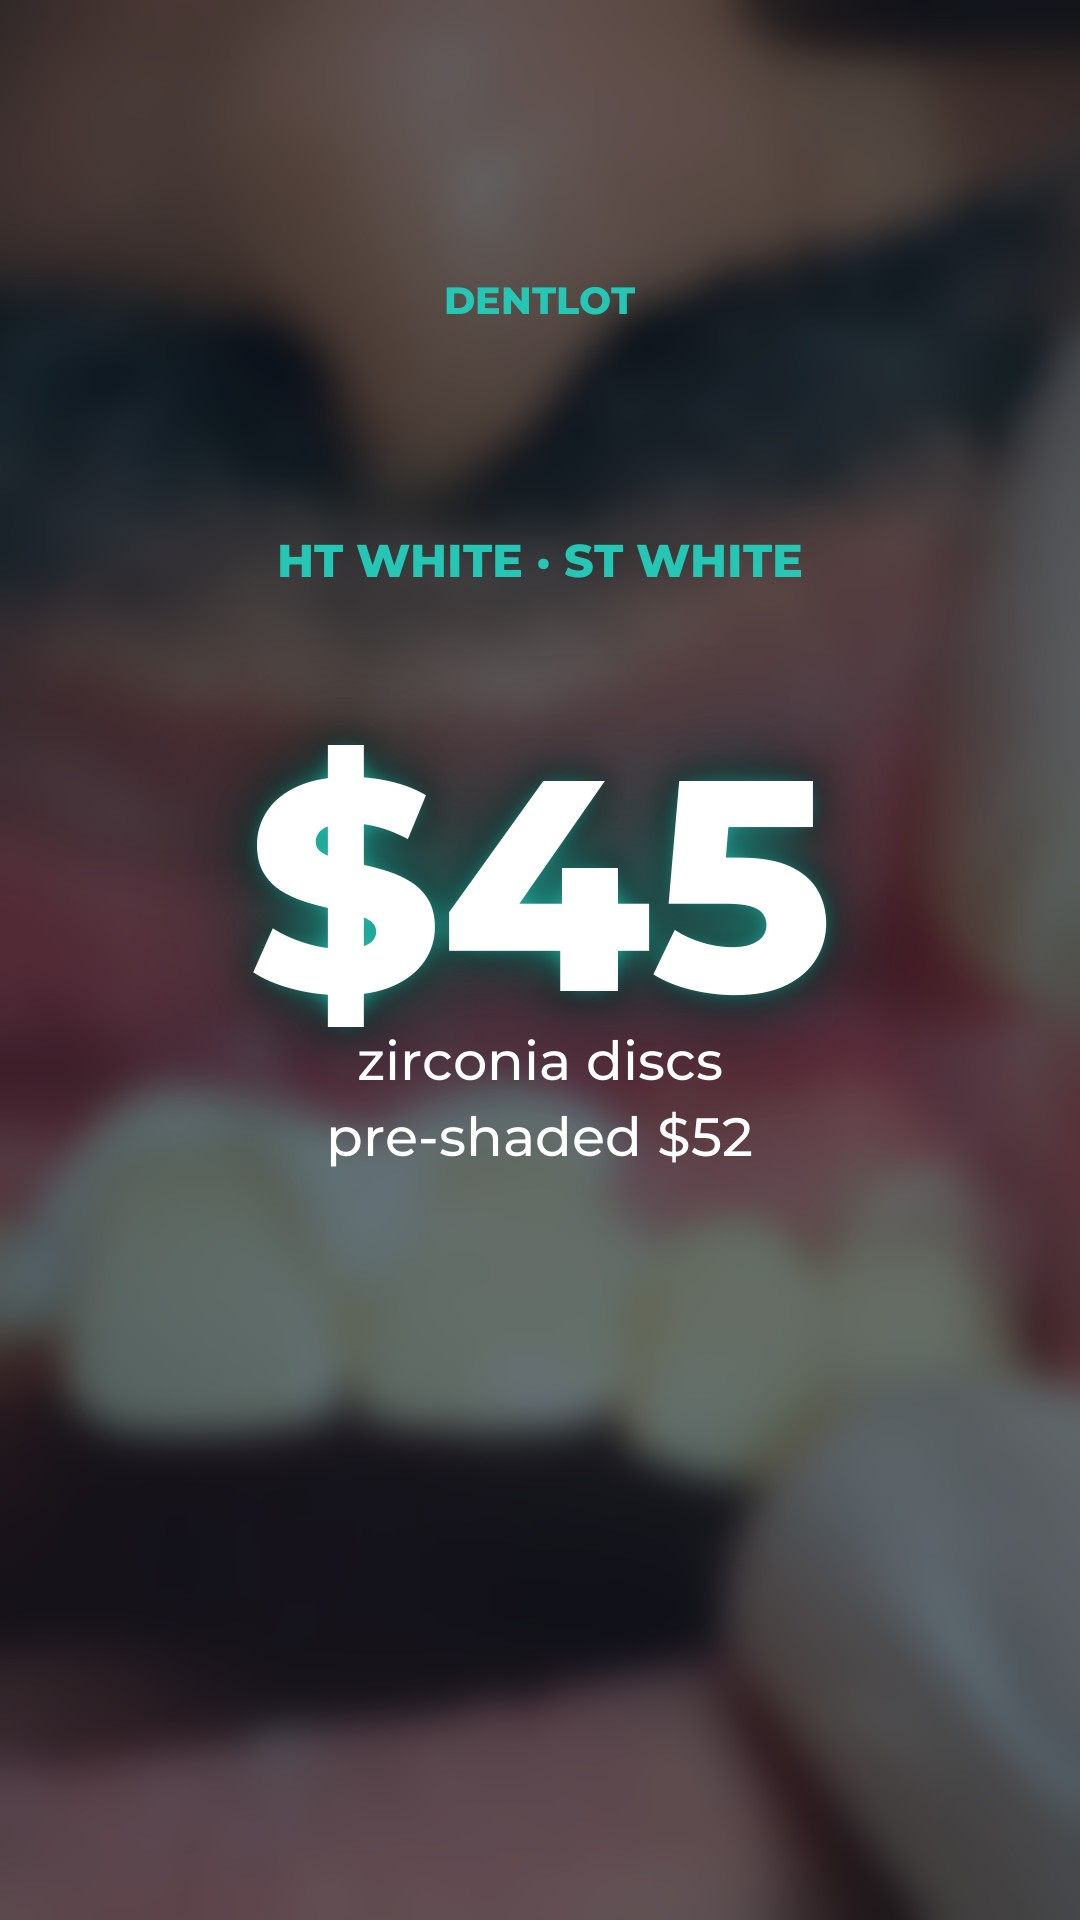 DENTLOT
HT WHITE · ST WHITE
$45
zirconia discs
pre-shaded $52